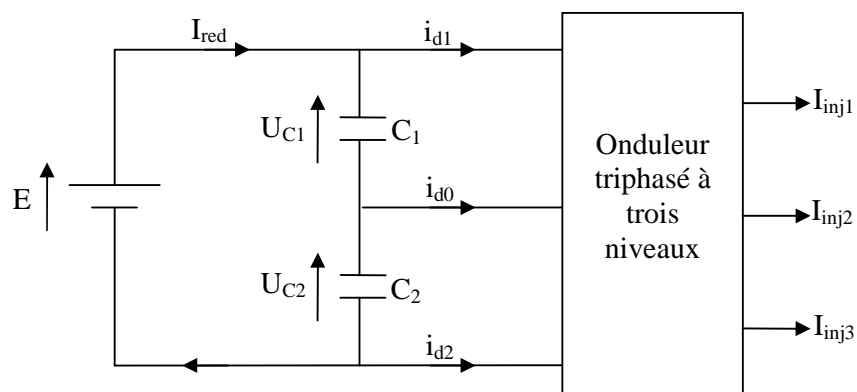 I_red
i_d1
I_inj1
U_C1
C_1
Onduleur
triphasé à
trois
niveaux
E
i_d0
I_inj2
U_C2
C_2
i_d2
I_inj3